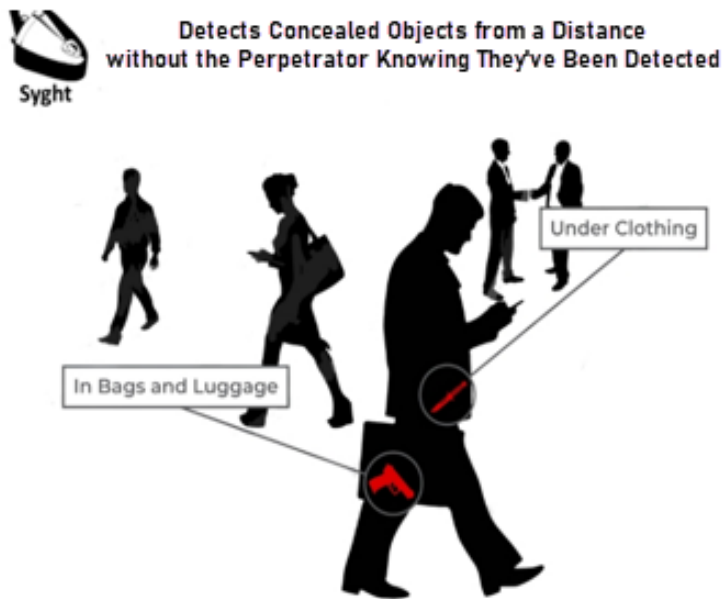 Detects Concealed Objects from a Distance
without the Perpetrator Knowing They've Been Detected
Syght
Under Clothing
In Bags and Luggage